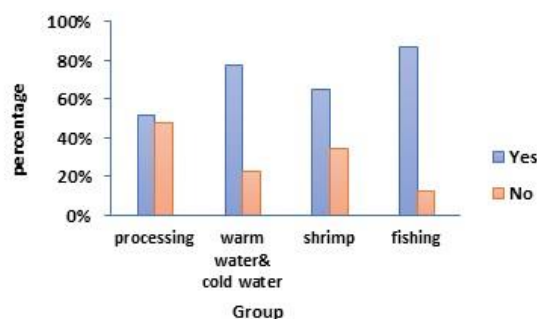 100%
80%
60%
40%
20%
0%
percentage
processing
warm
water&
cold water
shrimp
fishing
Group
Yes
No